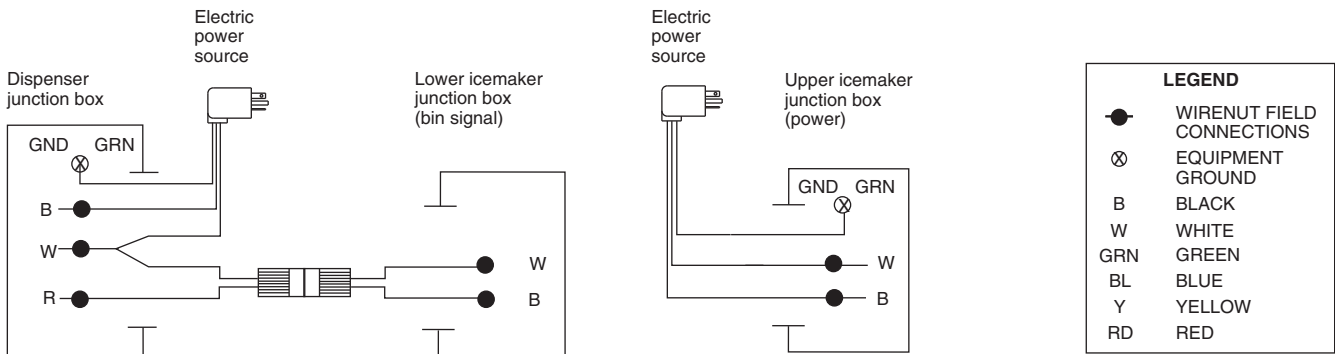 Electric
power
source
Dispenser
junction box
Lower icemaker
junction box
(bin signal)
GND GRN
B
W
R
W
B
Electric
power
source
Upper icemaker
junction box
(power)
GND GRN
W
B
LEGEND
WIRENUT FIELD
CONNECTIONS
EQUIPMENT
GROUND
B BLACK
W WHITE
GRN GREEN
BL BLUE
Y YELLOW
RD RED